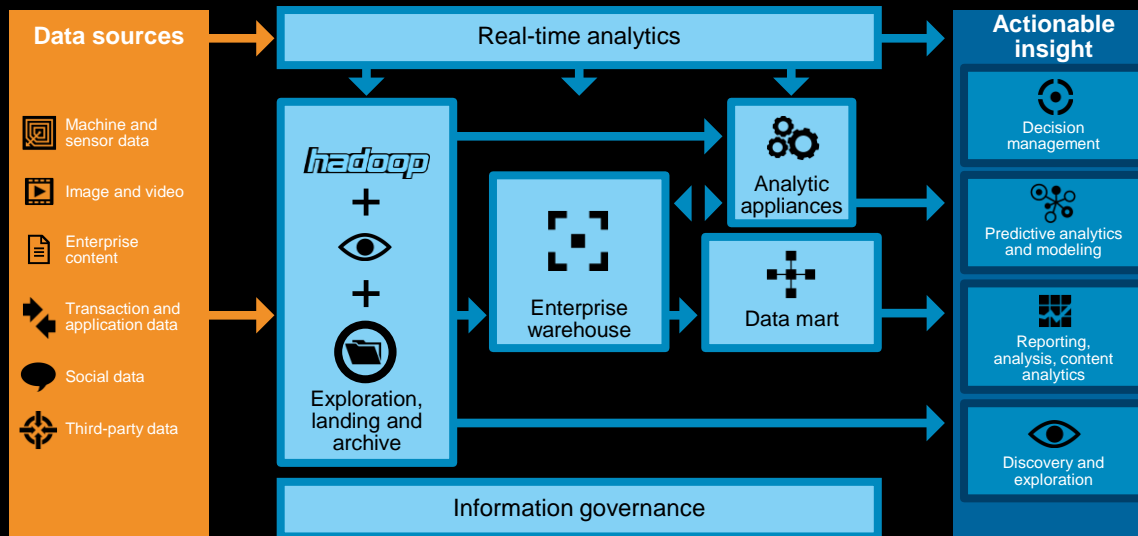 Data sources
Machine and
sensor data
Image and video
Enterprise
content
Transaction and
application data
Social data
Third-party data
Real-time analytics
hadoop
+
+
Exploration,
landing and
archive
Enterprise
warehouse
Analytic
appliances
Data mart
Information governance
Actionable
insight
Decision
management
Predictive analytics
and modeling
Reporting,
analysis, content
analytics
Discovery and
exploration